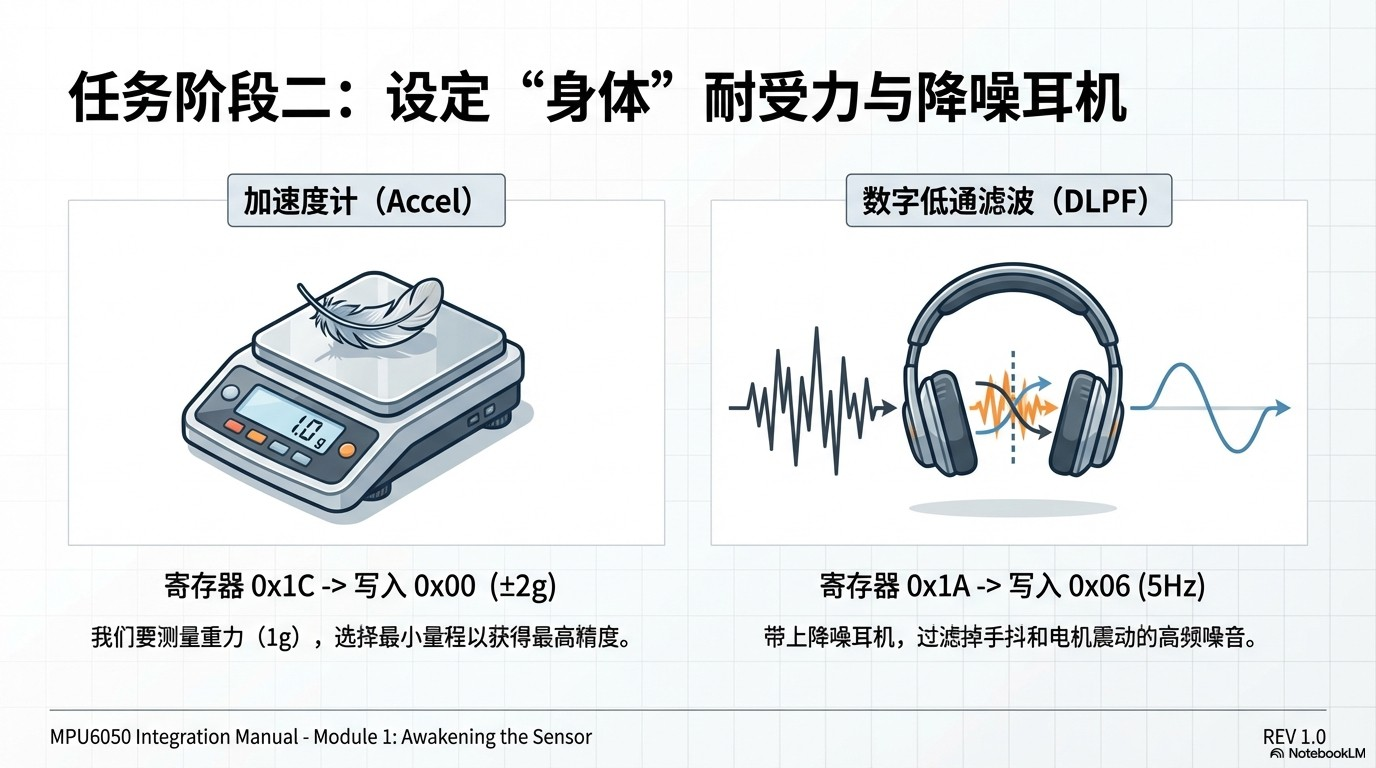 任务阶段二：设定“身体”耐受力与降噪耳机
加速度计（Accel）
1.0g
寄存器 0x1C -> 写入 0x00 (±2g)
我们要测量重力（1g），选择最小量程以获得最高精度。
数字低通滤波（DLPF）
寄存器 0x1A -> 写入 0x06 (5Hz)
带上降噪耳机，过滤掉手抖和电机震动的高频噪音。
MPU6050 Integration Manual - Module 1: Awakening the Sensor
REV 1.0
NotebookLM